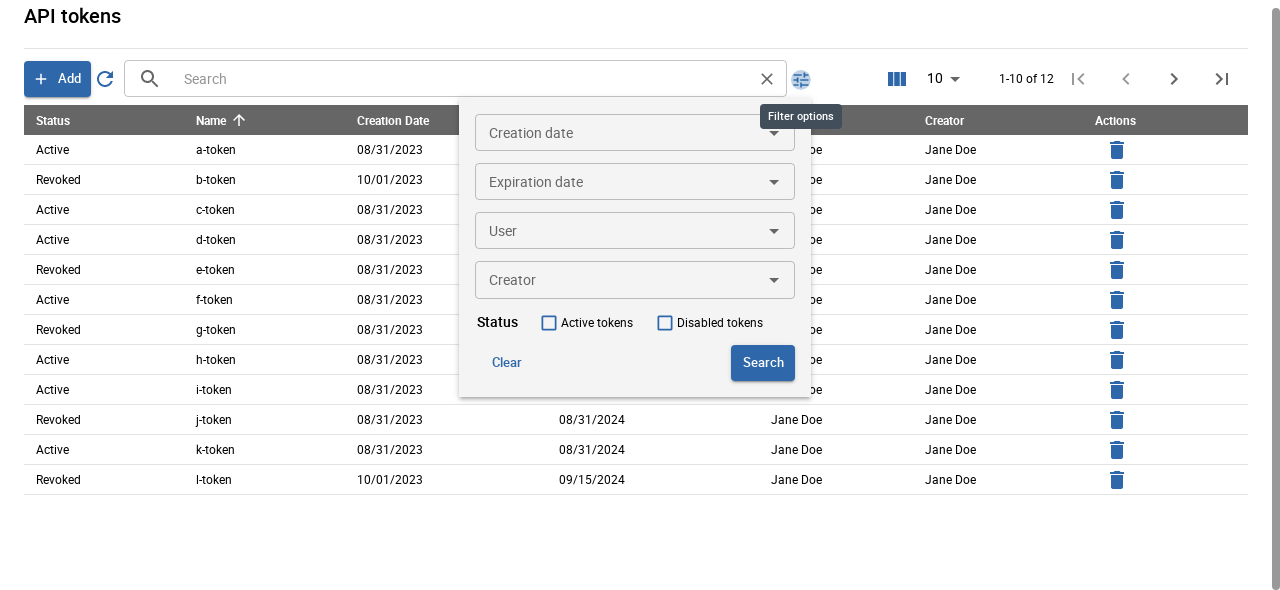 API tokens
Add Search 10 1-10 of 12
Filter options
Status Name Creation Date Creator Actions
Creation date
Expiration date
User
Creator
Status Active tokens Disabled tokens
Clear Search
Active a-token 08/31/2023 Jane Doe
Revoked b-token 10/01/2023 oe Jane Doe
Active c-token 08/31/2023 oe Jane Doe
Active d-token 08/31/2023 oe Jane Doe
Revoked e-token 08/31/2023 oe Jane Doe
Active f-token 08/31/2023 oe Jane Doe
Revoked g-token 08/31/2023 oe Jane Doe
Active h-token 08/31/2023 oe Jane Doe
Active i-token 08/31/2023 oe Jane Doe
Revoked j-token 08/31/2023 08/31/2024 Jane Doe Jane Doe
Active k-token 08/31/2023 08/31/2024 Jane Doe Jane Doe
Revoked l-token 10/01/2023 09/15/2024 Jane Doe Jane Doe